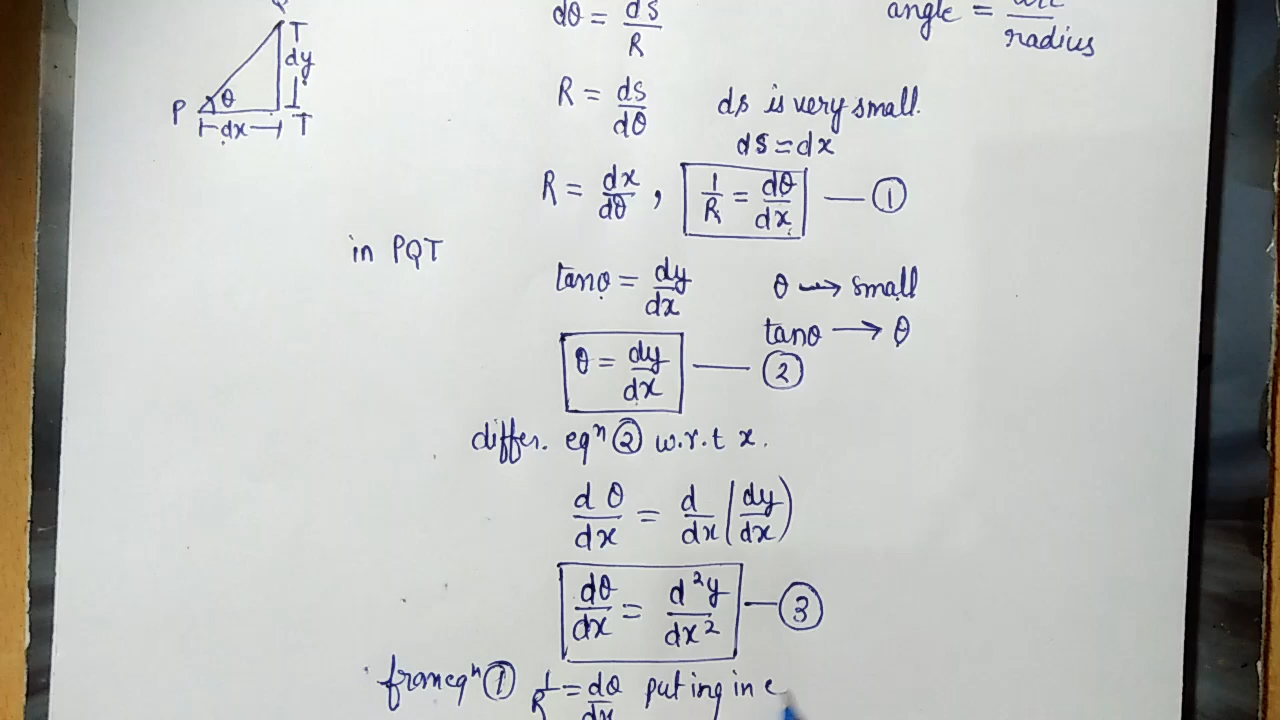 T
dy
P θ
dx T
dθ = ds/R
angle = /radius
R = ds/dθ ds is very small.
ds = dx
R = dx/dθ , 1/R = dθ/dx — ①
in PQT
tanθ = dy/dx θ → small
tanθ → θ
θ = dy/dx — ②
differ. eqⁿ ② w.r.t x.
dθ/dx = d/dx (dy/dx)
dθ/dx = d²y/dx² — ③
from eqⁿ ① 1/R = dθ/dx puting in e